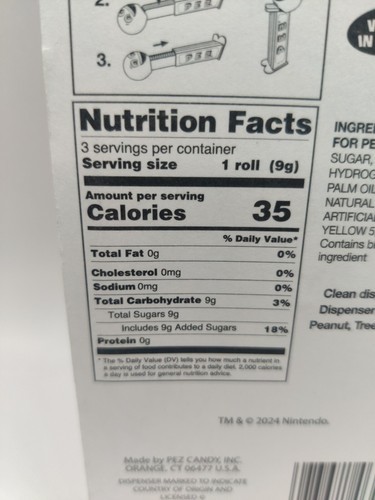 2.
3.
Nutrition Facts
3 servings per container
Serving size 1 roll (9g)
Amount per serving
Calories 35
% Daily Value*
Total Fat 0g 0%
Cholesterol 0mg 0%
Sodium 0mg 0%
Total Carbohydrate 9g 3%
Total Sugars 9g
Includes 9g Added Sugars 18%
Protein 0g
* The % Daily Value (DV) tells you how much a nutrient in
a serving of food contributes to a daily diet. 2,000 calories
a day is used for general nutrition advice.
IN
INGRE
FOR PE
SUGAR,
HYDROG
PALM OIL
NATURAL
ARTIFICIA
YELLOW 5
Contains b
ingredient
Clean dis
Dispenser
Peanut, Tree
TM & © 2024 Nintendo.
Made by PEZ CANDY, INC.
ORANGE, CT 06477 U.S.A.
DISPENSER MARKED TO INDICATE
COUNTRY OF ORIGIN AND
LICENSED ©